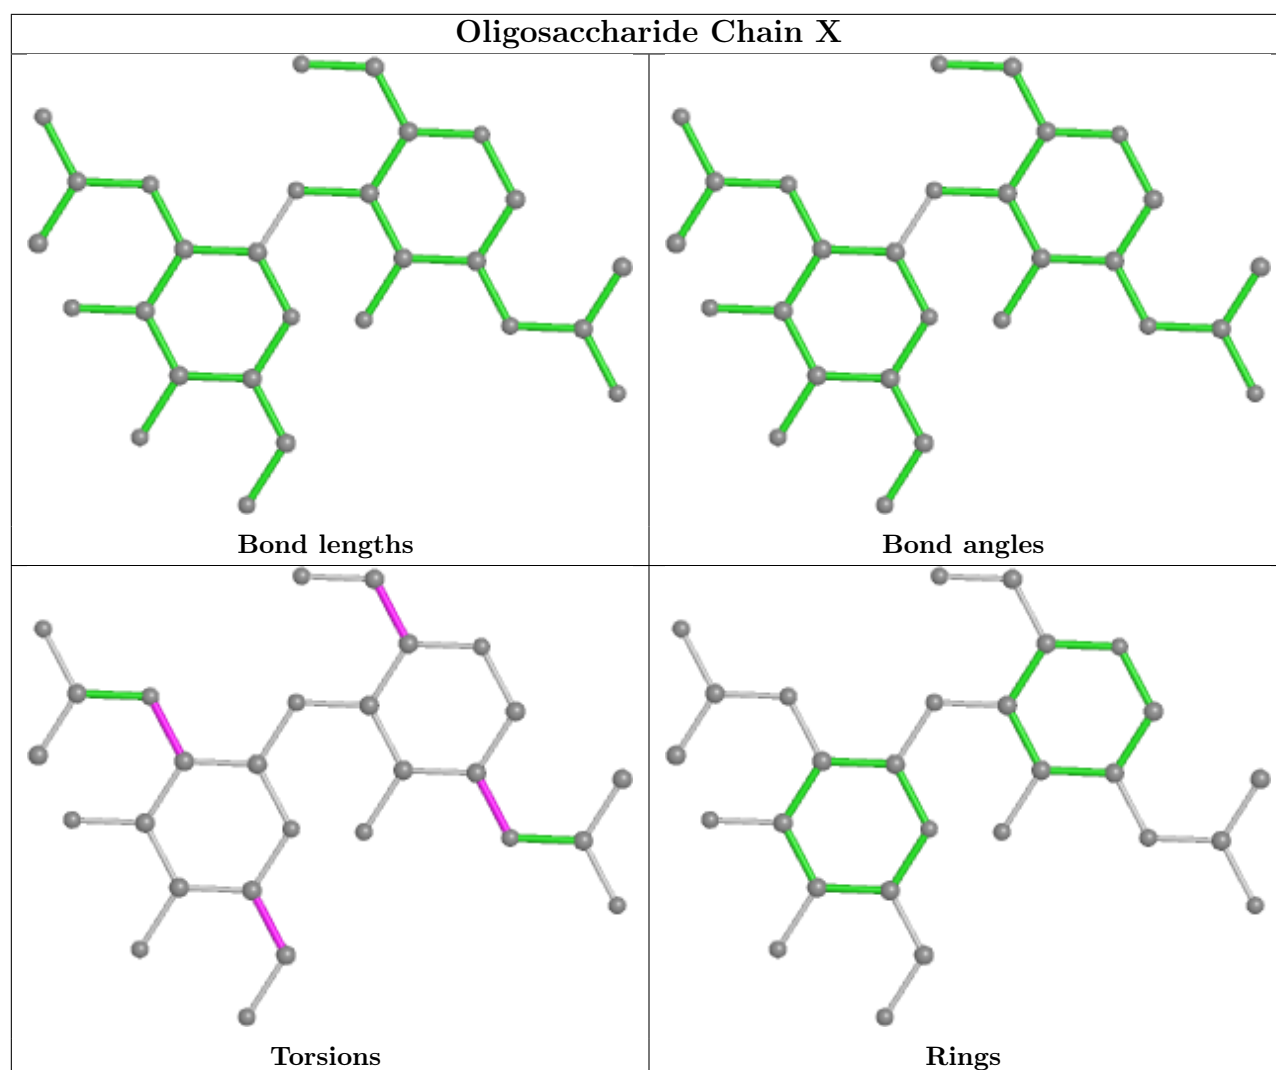 Oligosaccharide Chain X
Bond lengths
Bond angles
Torsions
Rings